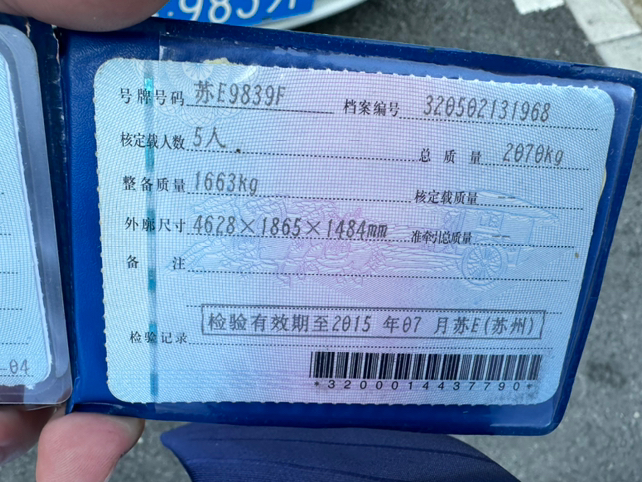 9839F
号牌号码 苏E9839F 档案编号 320502131968
核定载人数 5人 总质量 2070kg
整备质量 1663kg 核定载质量 --
外廓尺寸 4628×1865×1484mm 准牵引总质量 --
备注
检验记录 检验有效期至2015 年07 月苏E(苏州)
*3200014437790*
-04